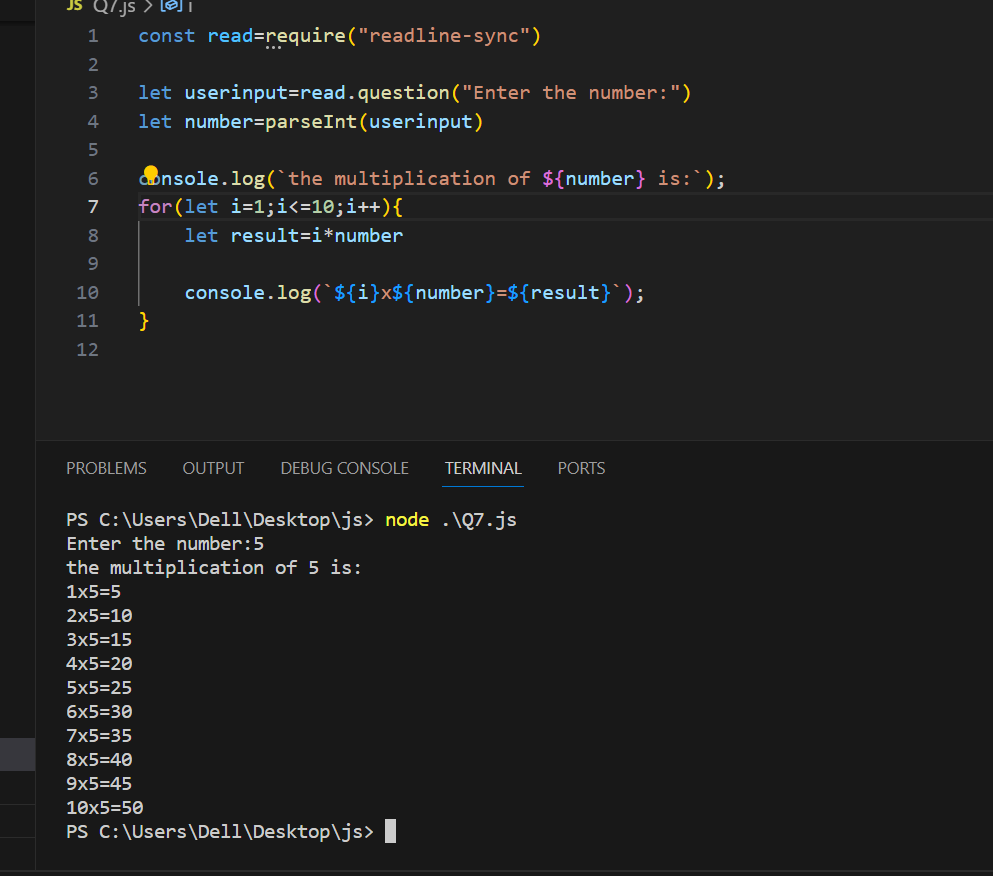 JS Q7.js > i
1 const read=require("readline-sync")
2
3 let userinput=read.question("Enter the number:")
4 let number=parseInt(userinput)
5
6 console.log(`the multiplication of ${number} is:`);
7 for(let i=1;i<=10;i++){
8     let result=i*number
9
10     console.log(`${i}x${number}=${result}`);
11 }
12
PROBLEMS OUTPUT DEBUG CONSOLE TERMINAL PORTS
PS C:\Users\Dell\Desktop\js> node .\Q7.js
Enter the number:5
the multiplication of 5 is:
1x5=5
2x5=10
3x5=15
4x5=20
5x5=25
6x5=30
7x5=35
8x5=40
9x5=45
10x5=50
PS C:\Users\Dell\Desktop\js>